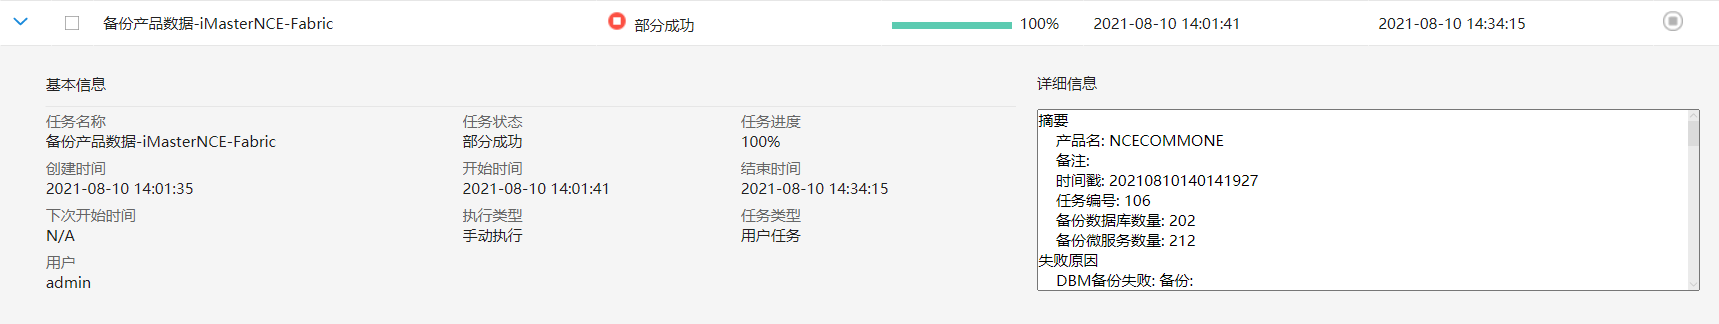 备份产品数据-iMasterNCE-Fabric 部分成功 100% 2021-08-10 14:01:41 2021-08-10 14:34:15
基本信息
任务名称 任务状态 任务进度
备份产品数据-iMasterNCE-Fabric 部分成功 100%
创建时间 开始时间 结束时间
2021-08-10 14:01:35 2021-08-10 14:01:41 2021-08-10 14:34:15
下次开始时间 执行类型 任务类型
N/A 手动执行 用户任务
用户
admin
详细信息
摘要
产品名: NCECOMMONE
备注:
时间戳: 20210810140141927
任务编号: 106
备份数据库数量: 202
备份微服务数量: 212
失败原因
DBM备份失败: 备份: